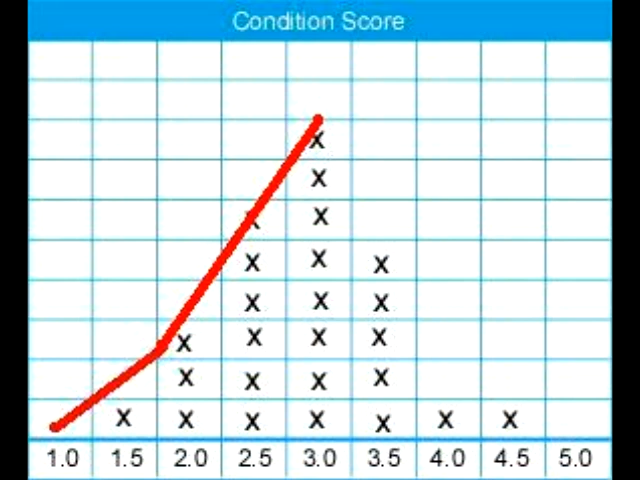 Condition Score
X
X
X X
X X X
X X X
X X X X
X X X X
X X X X X X X
1.0 1.5 2.0 2.5 3.0 3.5 4.0 4.5 5.0